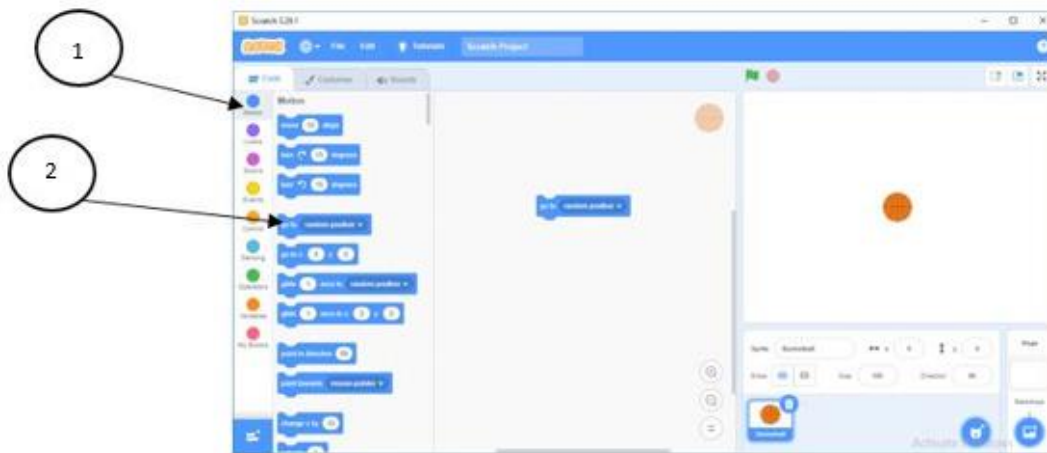 1
2
Scratch 3.29.1
SCRATCH
File Edit Tutorials Scratch Project
Code Costumes Sounds
Motion
Motion
Looks
Sound
Events
Control
Sensing
Operators
Variables
My Blocks
move 10 steps
turn 15 degrees
turn 15 degrees
go to random position
go to x: 0 y: 0
glide 1 secs to random position
glide 1 secs to x: 0 y: 0
point in direction 90
point towards mouse-pointer
change x by 10
go to random position
Sprite Basketball x y
Show Size 100 Direction 90
Basketball
Stage
Backdrops
Activate Windows